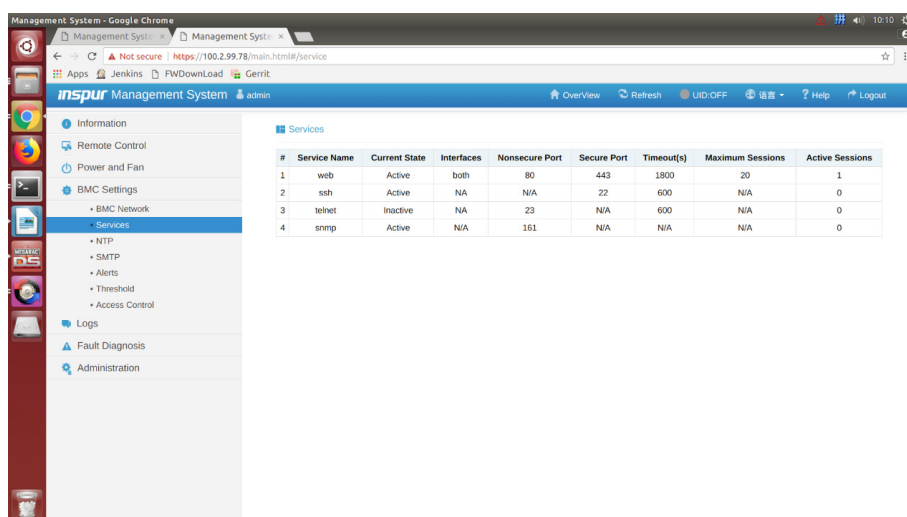 Management System - Google Chrome
拼 10:10
Management Syste × Management Syste ×
Not secure https://100.2.99.78/main.html#/service
Apps Jenkins FWDownLoad Gerrit
inspur Management System admin OverView Refresh UID:OFF 语言 ? Help Logout
Information
Remote Control
Power and Fan
BMC Settings
• BMC Network
• Services
• NTP
• SMTP
• Alerts
• Threshold
• Access Control
Logs
Fault Diagnosis
Administration
Services
# Service Name Current State Interfaces Nonsecure Port Secure Port Timeout(s) Maximum Sessions Active Sessions
1 web Active both 80 443 1800 20 1
2 ssh Active NA N/A 22 600 N/A 0
3 telnet Inactive NA 23 N/A 600 N/A 0
4 snmp Active N/A 161 N/A N/A N/A 0
MEGARAC